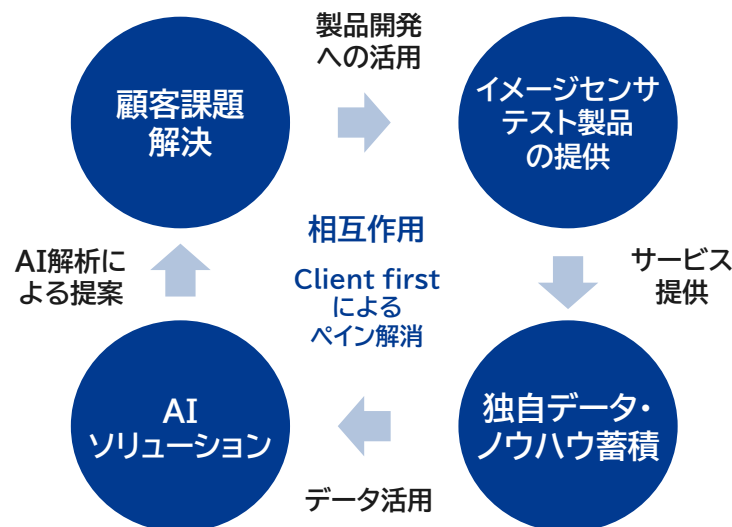 製品開発
への活用
顧客課題
解決
イメージセンサ
テスト製品
の提供
相互作用
Client first
による
ペイン解消
AI解析に
よる提案
サービス
提供
AI
ソリューション
独自データ・
ノウハウ蓄積
データ活用